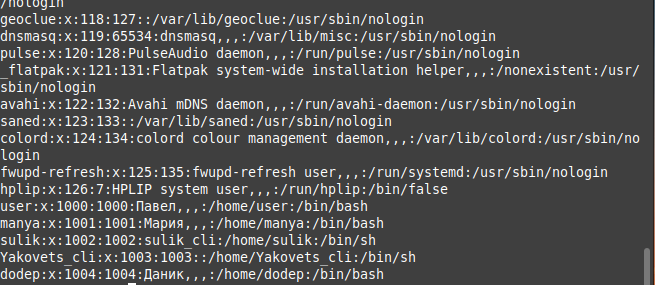 /nologin
geoclue:x:118:127::/var/lib/geoclue:/usr/sbin/nologin
dnsmasq:x:119:65534:dnsmasq,,,:/var/lib/misc:/usr/sbin/nologin
pulse:x:120:128:PulseAudio daemon,,,:/run/pulse:/usr/sbin/nologin
_flatpak:x:121:131:Flatpak system-wide installation helper,,,:/nonexistent:/usr/
sbin/nologin
avahi:x:122:132:Avahi mDNS daemon,,,:/run/avahi-daemon:/usr/sbin/nologin
saned:x:123:133::/var/lib/saned:/usr/sbin/nologin
colord:x:124:134:colord colour management daemon,,,:/var/lib/colord:/usr/sbin/no
login
fwupd-refresh:x:125:135:fwupd-refresh user,,,:/run/systemd:/usr/sbin/nologin
hplip:x:126:7:HPLIP system user,,,:/run/hplip:/bin/false
user:x:1000:1000:Павел,,,:/home/user:/bin/bash
manya:x:1001:1001:Мария,,,:/home/manya:/bin/bash
sulik:x:1002:1002:sulik_cli:/home/sulik:/bin/sh
Yakovets_cli:x:1003:1003::/home/Yakovets_cli:/bin/sh
dodep:x:1004:1004:Даник,,,:/home/dodep:/bin/bash